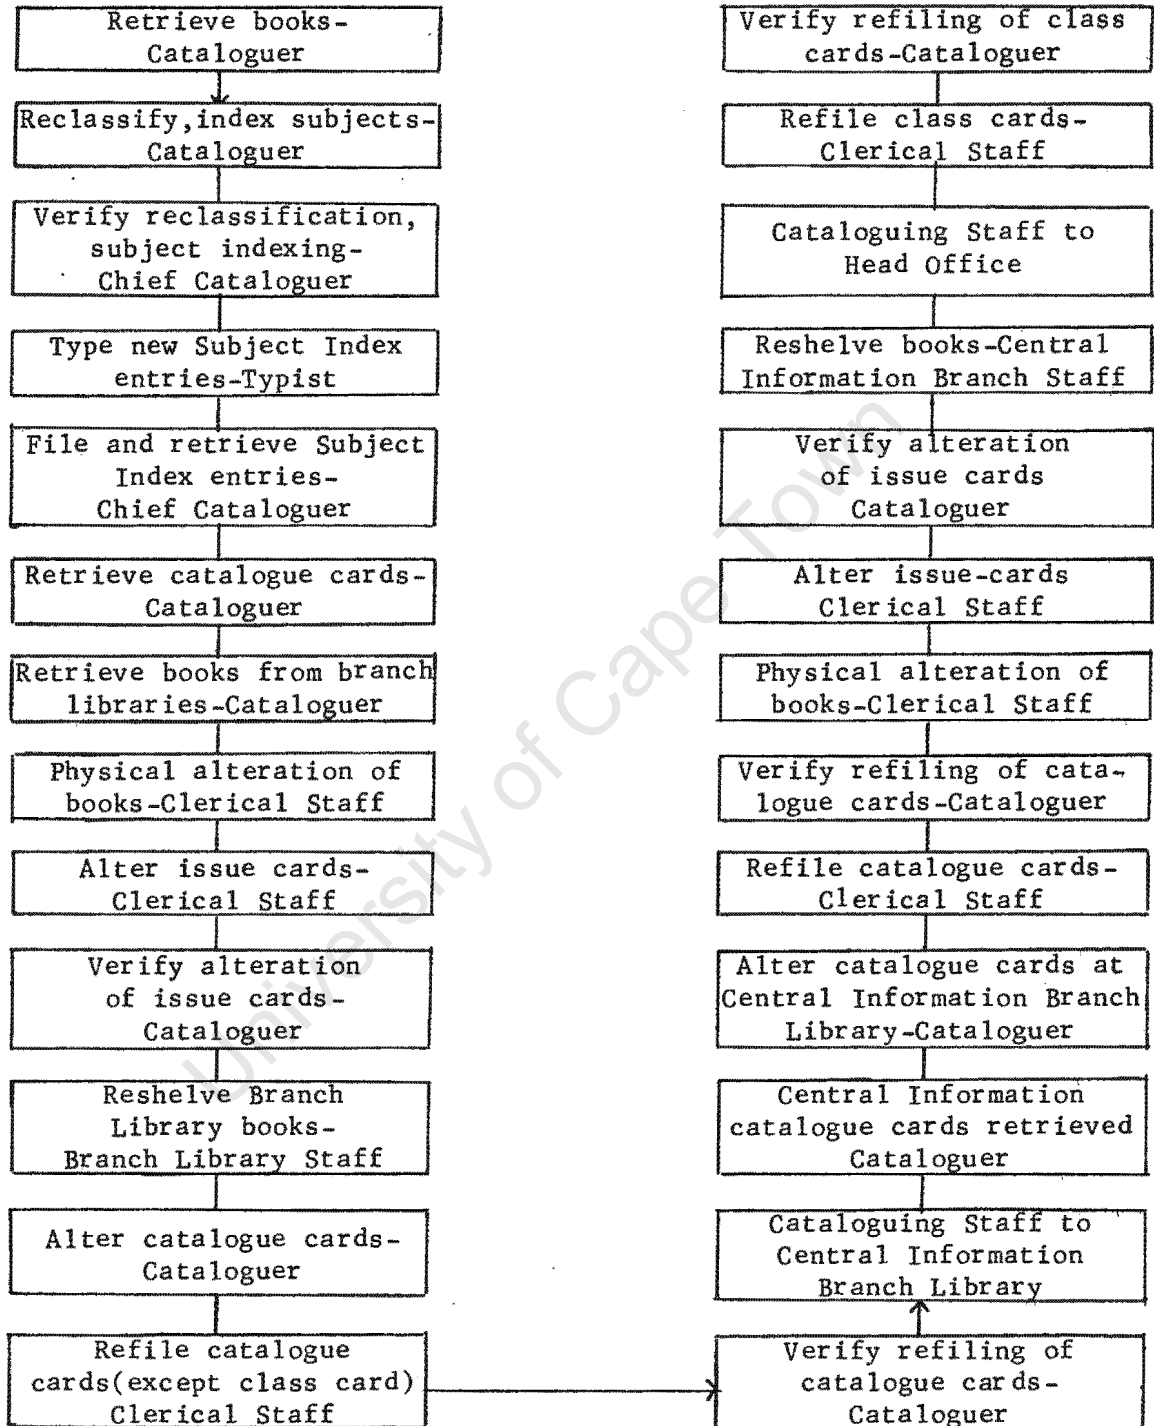 Retrieve books-
Cataloguer
Reclassify,index subjects-
Cataloguer
Verify reclassification,
subject indexing-
Chief Cataloguer
Type new Subject Index
entries-Typist
File and retrieve Subject
Index entries-
Chief Cataloguer
Retrieve catalogue cards-
Cataloguer
Retrieve books from branch
libraries-Cataloguer
Physical alteration of
books-Clerical Staff
Alter issue cards-
Clerical Staff
Verify alteration
of issue cards-
Cataloguer
Reshelve Branch
Library books-
Branch Library Staff
Alter catalogue cards-
Cataloguer
Refile catalogue
cards(except class card)
Clerical Staff
Verify refiling of
catalogue cards-
Cataloguer
Cataloguing Staff to
Central Information
Branch Library
Central Information
catalogue cards retrieved
Cataloguer
Alter catalogue cards at
Central Information Branch
Library-Cataloguer
Refile catalogue cards-
Clerical Staff
Verify refiling of cata-
logue cards-Cataloguer
Physical alteration of
books-Clerical Staff
Alter issue-cards
Clerical Staff
Verify alteration
of issue cards
Cataloguer
Reshelve books-Central
Information Branch Staff
Cataloguing Staff to
Head Office
Refile class cards-
Clerical Staff
Verify refiling of class
cards-Cataloguer
University of Cape Town